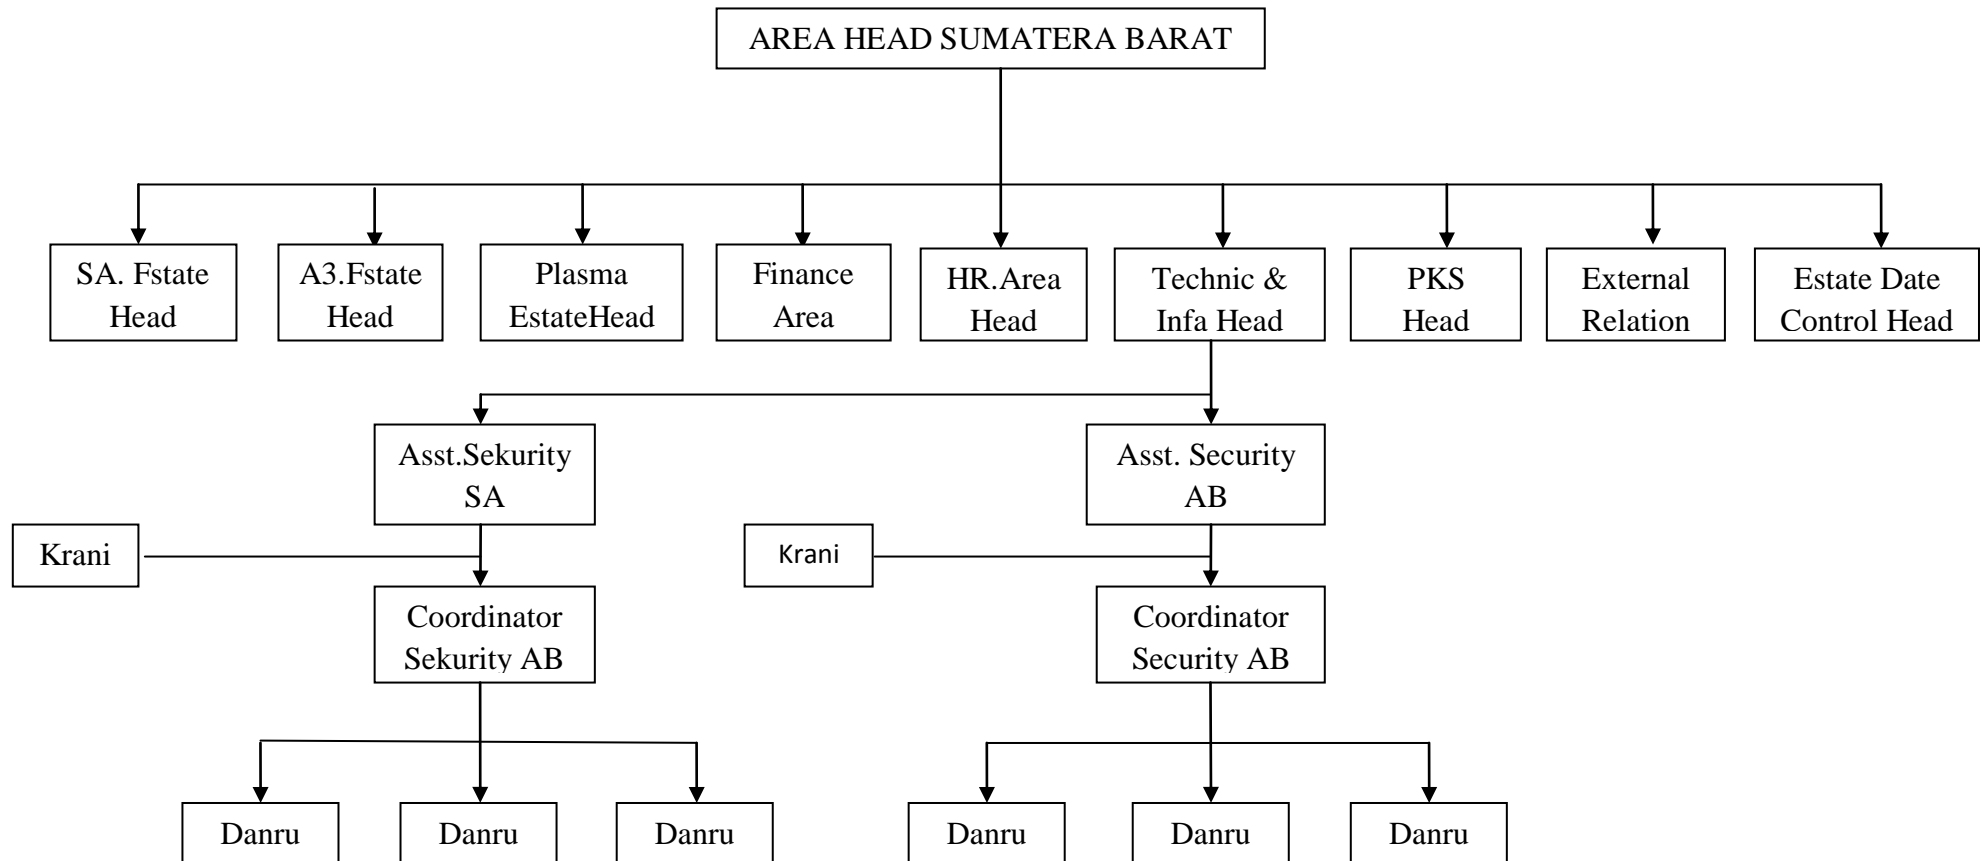 AREA HEAD SUMATERA BARAT
SA. Fstate
Head
A3.Fstate
Head
Plasma
EstateHead
Finance
Area
HR.Area
Head
Technic &
Infa Head
PKS
Head
External
Relation
Estate Date
Control Head
Asst.Sekurity
SA
Asst. Security
AB
Krani
Krani
Coordinator
Sekurity AB
Coordinator
Security AB
Danru
Danru
Danru
Danru
Danru
Danru